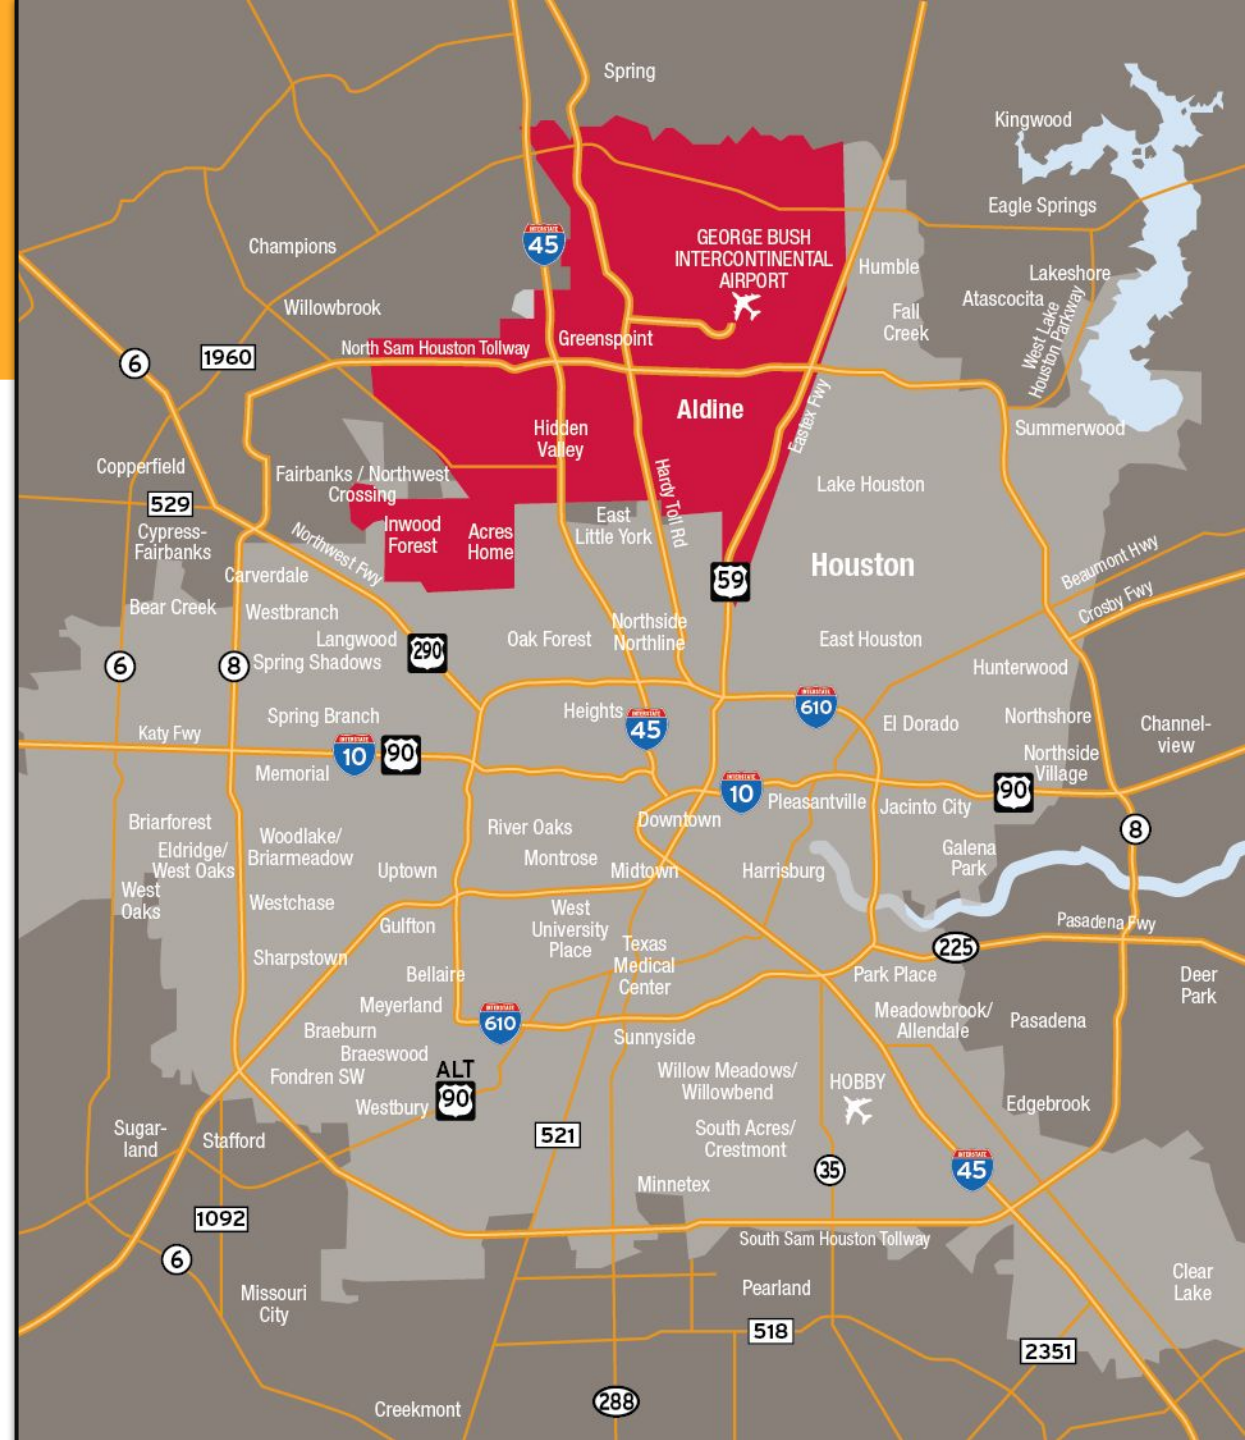 Spring
Kingwood
Eagle Springs
INTERSTATE
45
GEORGE BUSH
INTERCONTINENTAL
AIRPORT
Champions
Humble
Lakeshore
Atascocita
West Lake
Houston Parkway
Willowbrook
Fall
Creek
Greenspoint
North Sam Houston Tollway
6
1960
Aldine
Eastex Fwy
Hidden
Valley
Summerwood
Copperfield
Fairbanks / Northwest
Crossing
Hardy Toll Rd
Lake Houston
529
Cypress-
Fairbanks
Northwest Fwy
Inwood
Forest
Acres
Home
East
Little York
Houston
Beaumont Hwy
Crosby Fwy
59
Carverdale
Bear Creek
Westbranch
Langwood
290
Oak Forest
Northside
Northline
East Houston
6
8
Spring Shadows
Hunterwood
Spring Branch
Heights
INTERSTATE
45
INTERSTATE
610
El Dorado
Northshore
Channel-
view
Katy Fwy
INTERSTATE
10
90
Memorial
Northside
Village
INTERSTATE
10
Pleasantville
Jacinto City
90
Downtown
8
Briarforest
Eldridge/
West Oaks
Woodlake/
Briarmeadow
River Oaks
Montrose
Uptown
Midtown
Harrisburg
Galena
Park
West
Oaks
Westchase
Gulfton
West
University
Place
Pasadena Fwy
225
Sharpstown
Bellaire
Texas
Medical
Center
Park Place
Deer
Park
Meyerland
INTERSTATE
610
Braeburn
Braeswood
Sunnyside
Meadowbrook/
Allendale
Pasadena
Fondren SW
ALT
90
Westbury
Willow Meadows/
Willowbend
HOBBY
Edgebrook
Sugar-
land
Stafford
521
South Acres/
Crestmont
35
INTERSTATE
45
Minnetex
1092
South Sam Houston Tollway
6
Missouri
City
Pearland
Clear
Lake
518
2351
288
Creekmont